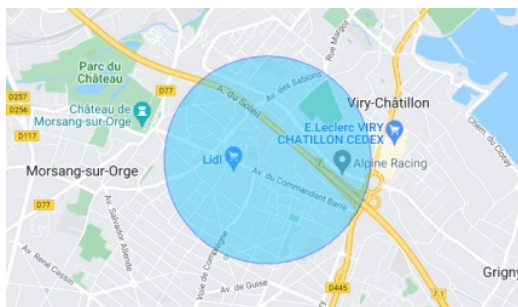 Parc du
Château
D77
Rue Margot
Av. des Sablons
A. du Soleil
D257
D256
D117
Château de
Morsang-sur-Orge
Viry-Châtillon
E.Leclerc VIRY
CHATILLON CEDEX
Chem. du Clotay
Lidl
7.1
Alpine Racing
Morsang-sur-Orge
Av. du Commandant Barré
D77
Av. Salvador Allende
Voie de Compiègne
Av. René Cassin
Av. de Guise
D445
Grigny
7.1